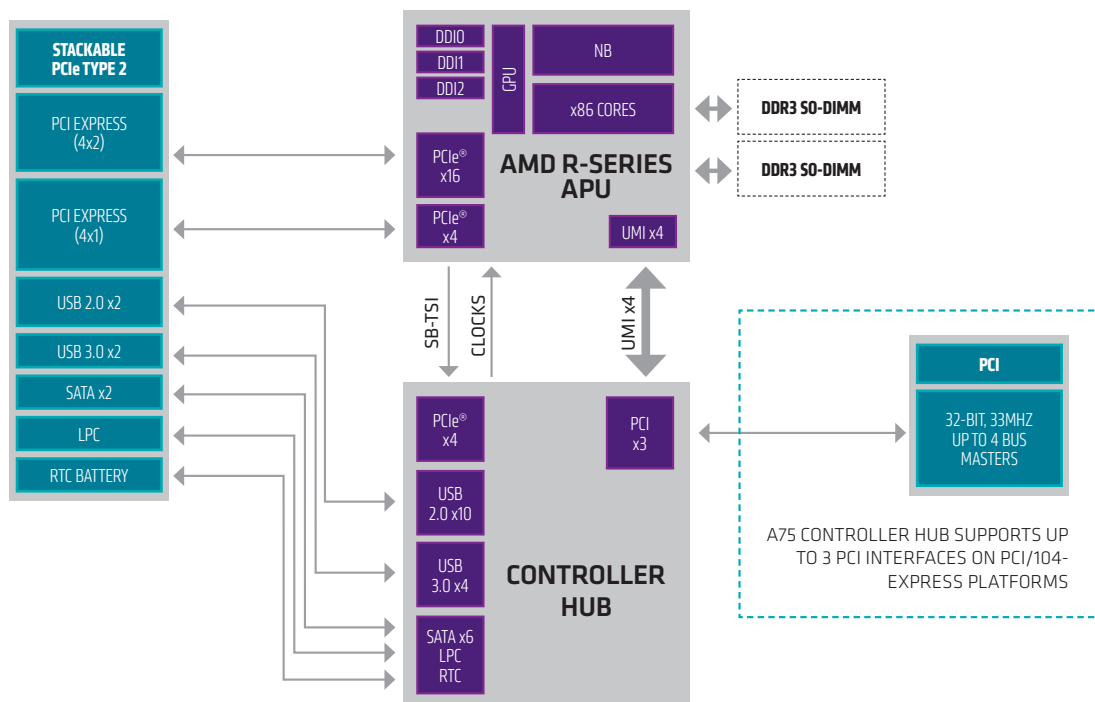 STACKABLE
PCIe TYPE 2
PCI EXPRESS
(4x2)
PCI EXPRESS
(4x1)
USB 2.0 x2
USB 3.0 x2
SATA x2
LPC
RTC BATTERY
DDI0
DDI1
DDI2
GPU
NB
x86 CORES
PCIe®
x16
PCIe®
x4
AMD R-SERIES
APU
UMI x4
DDR3 SO-DIMM
DDR3 SO-DIMM
SB-TSI
CLOCKS
UMI x4
PCIe®
x4
USB
2.0 x10
USB
3.0 x4
SATA x6
LPC
RTC
PCI
x3
CONTROLLER
HUB
PCI
32-BIT, 33MHZ
UP TO 4 BUS
MASTERS
A75 CONTROLLER HUB SUPPORTS UP
TO 3 PCI INTERFACES ON PCI/104-
EXPRESS PLATFORMS